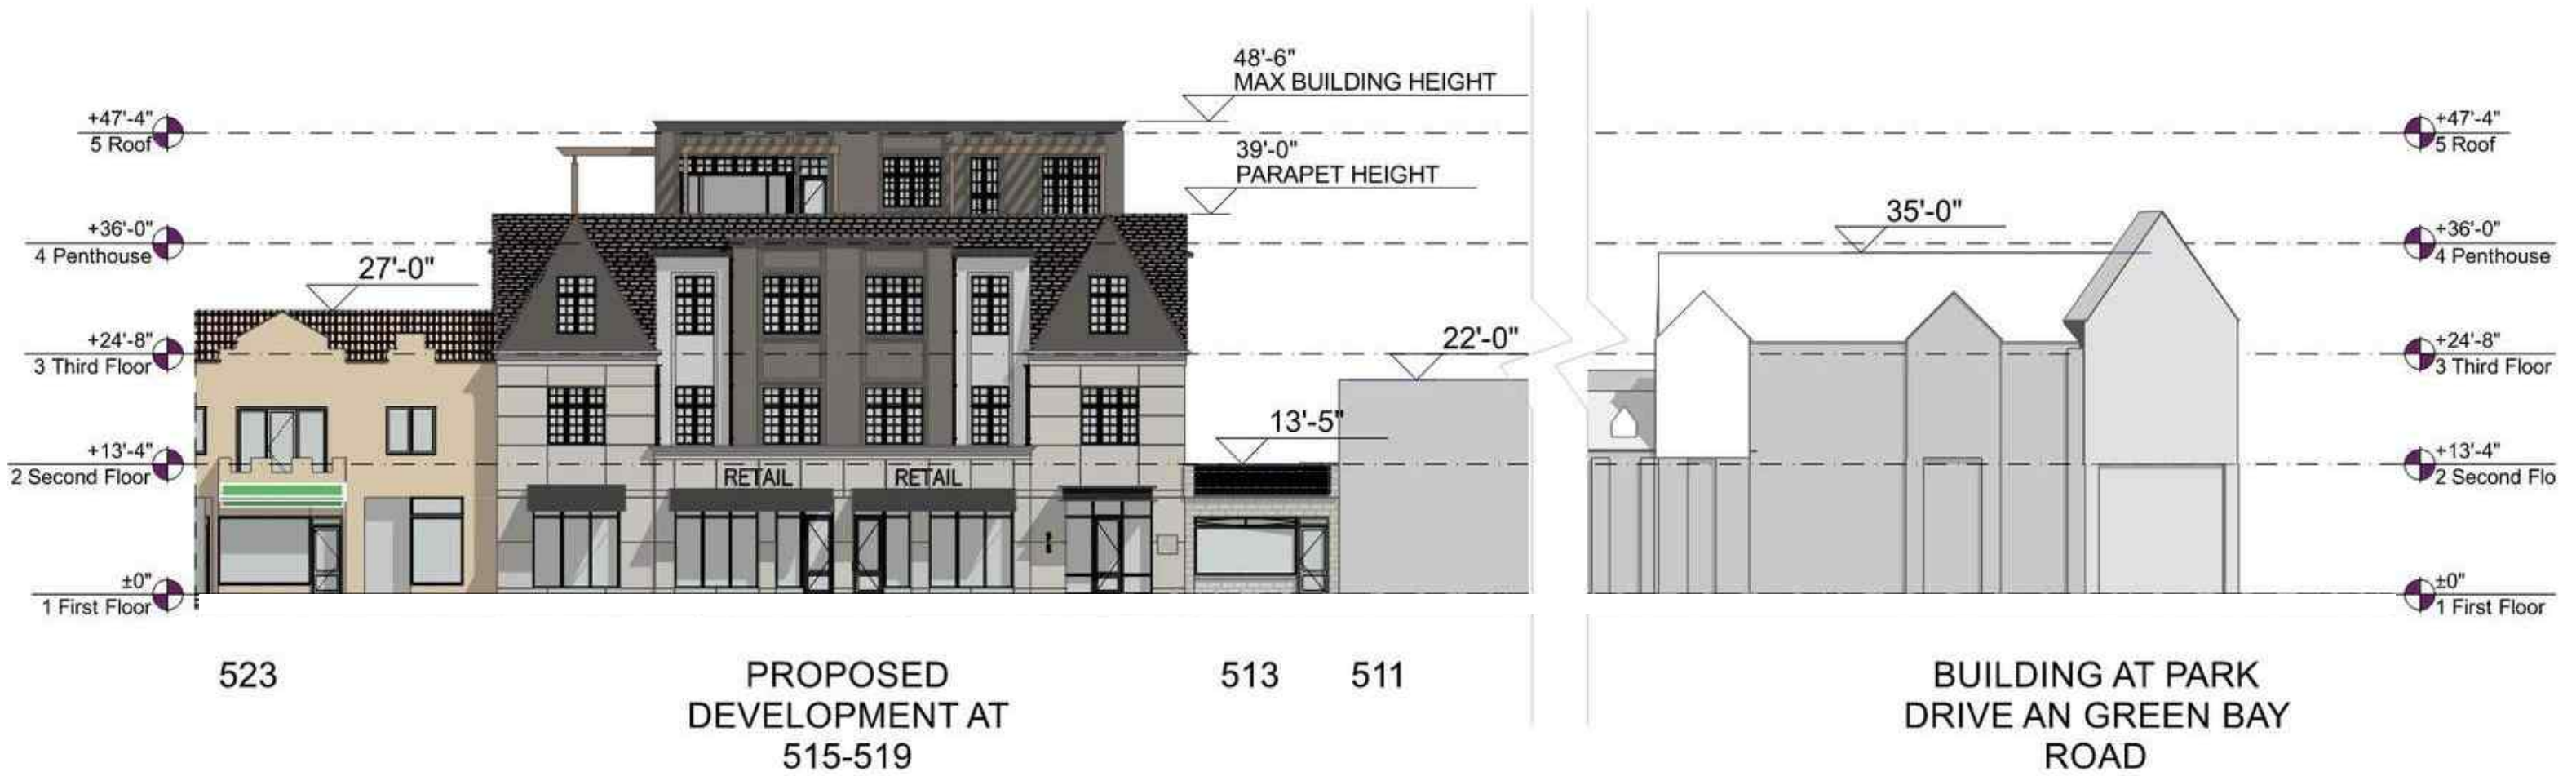 48'-6"
MAX BUILDING HEIGHT
+47'-4"
5 Roof
+47'-4"
5 Roof
39'-0"
PARAPET HEIGHT
35'-0"
+36'-0"
4 Penthouse
+36'-0"
4 Penthouse
27'-0"
22'-0"
+24'-8"
3 Third Floor
+24'-8"
3 Third Floor
13'-5"
+13'-4"
2 Second Floor
+13'-4"
2 Second Flo
RETAIL
RETAIL
±0"
1 First Floor
±0"
1 First Floor
523
PROPOSED
DEVELOPMENT AT
515-519
513
511
BUILDING AT PARK
DRIVE AN GREEN BAY
ROAD